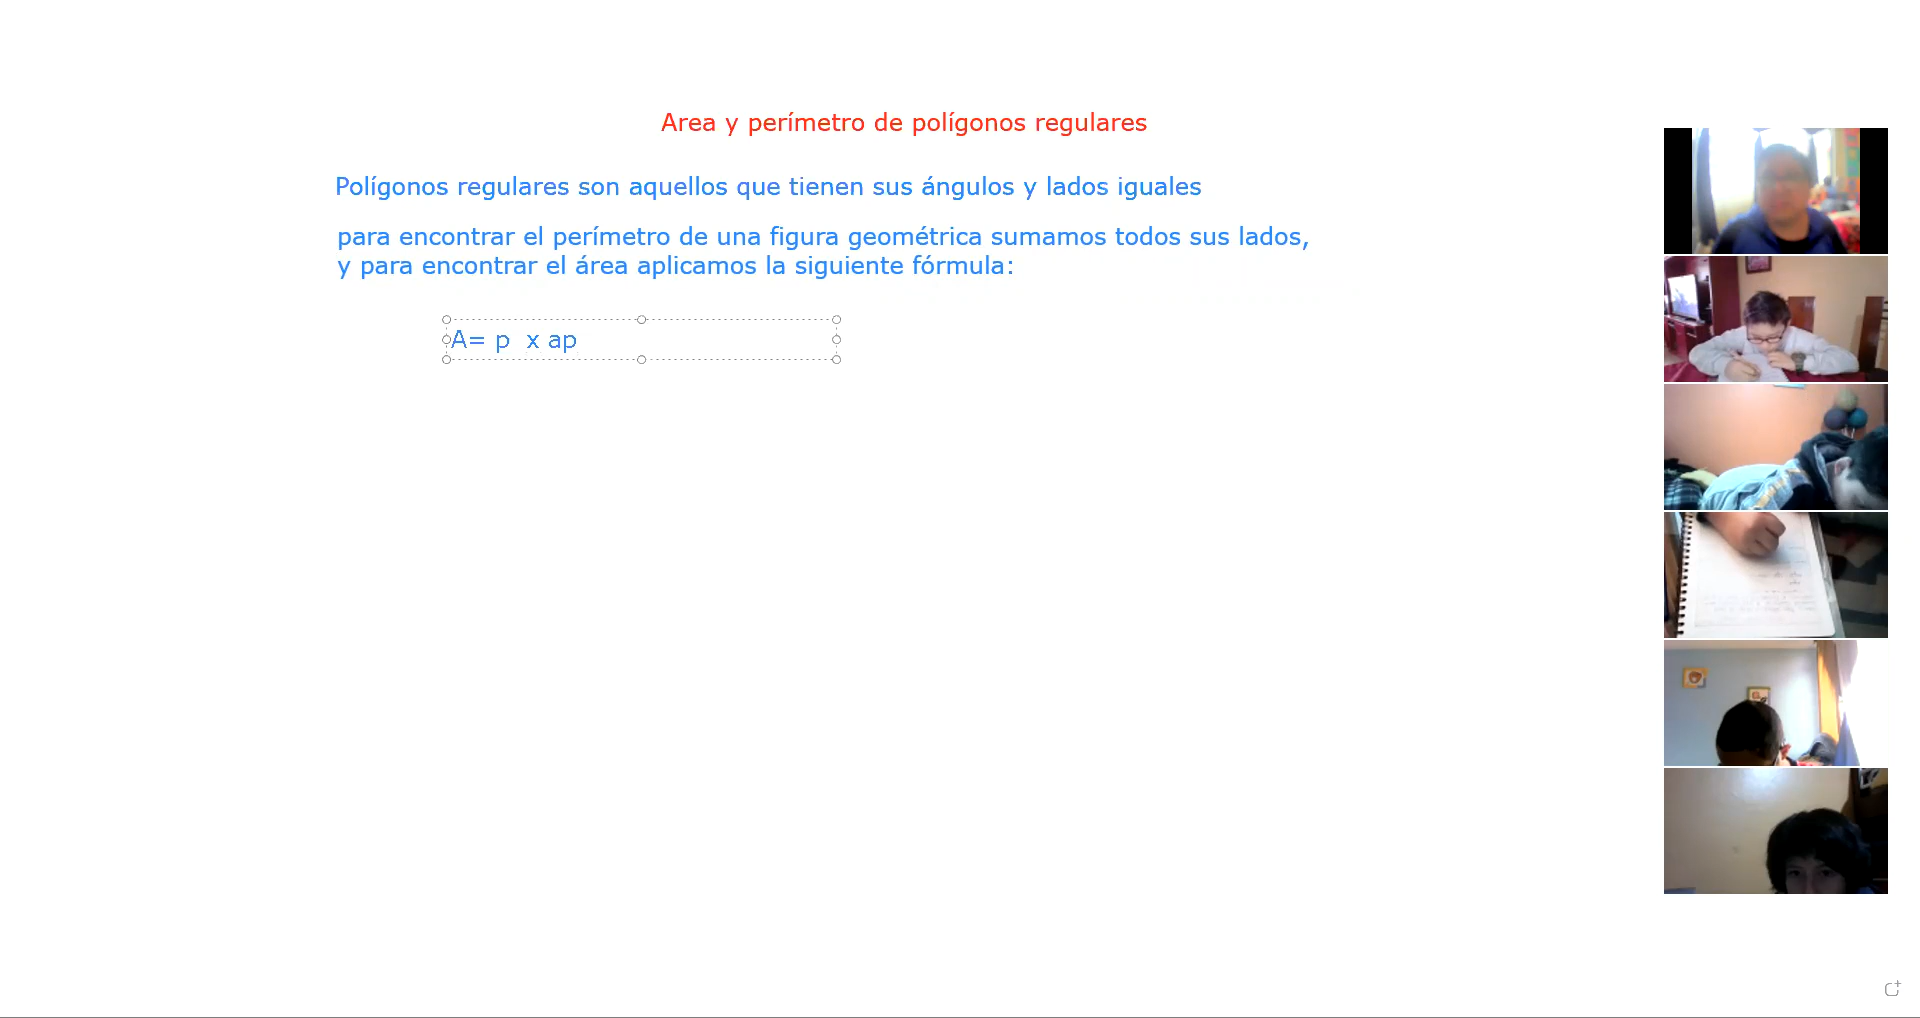 Area y perímetro de polígonos regulares
Polígonos regulares son aquellos que tienen sus ángulos y lados iguales
para encontrar el perímetro de una figura geométrica sumamos todos sus lados,
y para encontrar el área aplicamos la siguiente fórmula:
A= p  x ap